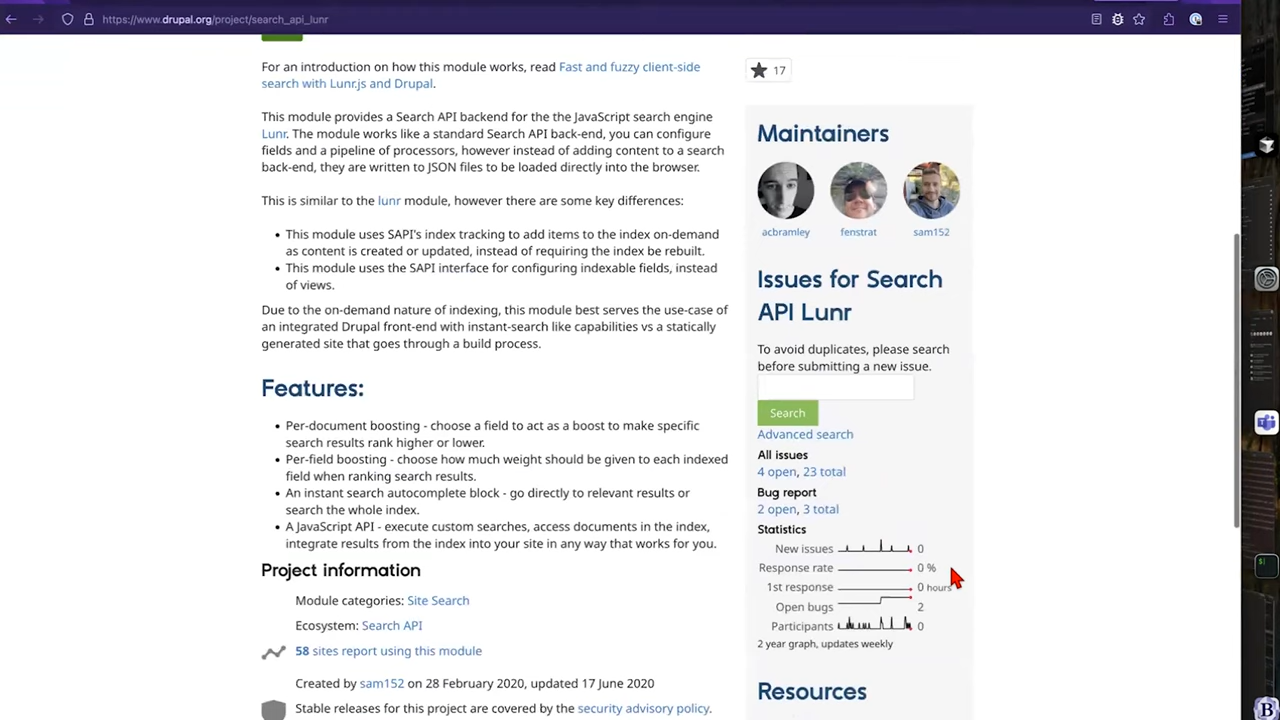 https://www.drupal.org/project/search_api_lunr
For an introduction on how this module works, read Fast and fuzzy client-side
search with Lunr.js and Drupal.
This module provides a Search API backend for the the JavaScript search engine
Lunr. The module works like a standard Search API back-end, you can configure
fields and a pipeline of processors, however instead of adding content to a search
back-end, they are written to JSON files to be loaded directly into the browser.
This is similar to the lunr module, however there are some key differences:
• This module uses SAPI's index tracking to add items to the index on-demand
as content is created or updated, instead of requiring the index be rebuilt.
• This module uses the SAPI interface for configuring indexable fields, instead
of views.
Due to the on-demand nature of indexing, this module best serves the use-case of
an integrated Drupal front-end with instant-search like capabilities vs a statically
generated site that goes through a build process.
Features:
• Per-document boosting - choose a field to act as a boost to make specific
search results rank higher or lower.
• Per-field boosting - choose how much weight should be given to each indexed
field when ranking search results.
• An instant search autocomplete block - go directly to relevant results or
search the whole index.
• A JavaScript API - execute custom searches, access documents in the index,
integrate results from the index into your site in any way that works for you.
Project information
Module categories: Site Search
Ecosystem: Search API
58 sites report using this module
Created by sam152 on 28 February 2020, updated 17 June 2020
Stable releases for this project are covered by the security advisory policy.
17
Maintainers
acbramley
fenstrat
sam152
Issues for Search
API Lunr
To avoid duplicates, please search
before submitting a new issue.
Search
Advanced search
All issues
4 open, 23 total
Bug report
2 open, 3 total
Statistics
New issues 0
Response rate 0 %
1st response 0 hours
Open bugs 2
Participants 0
2 year graph, updates weekly
Resources